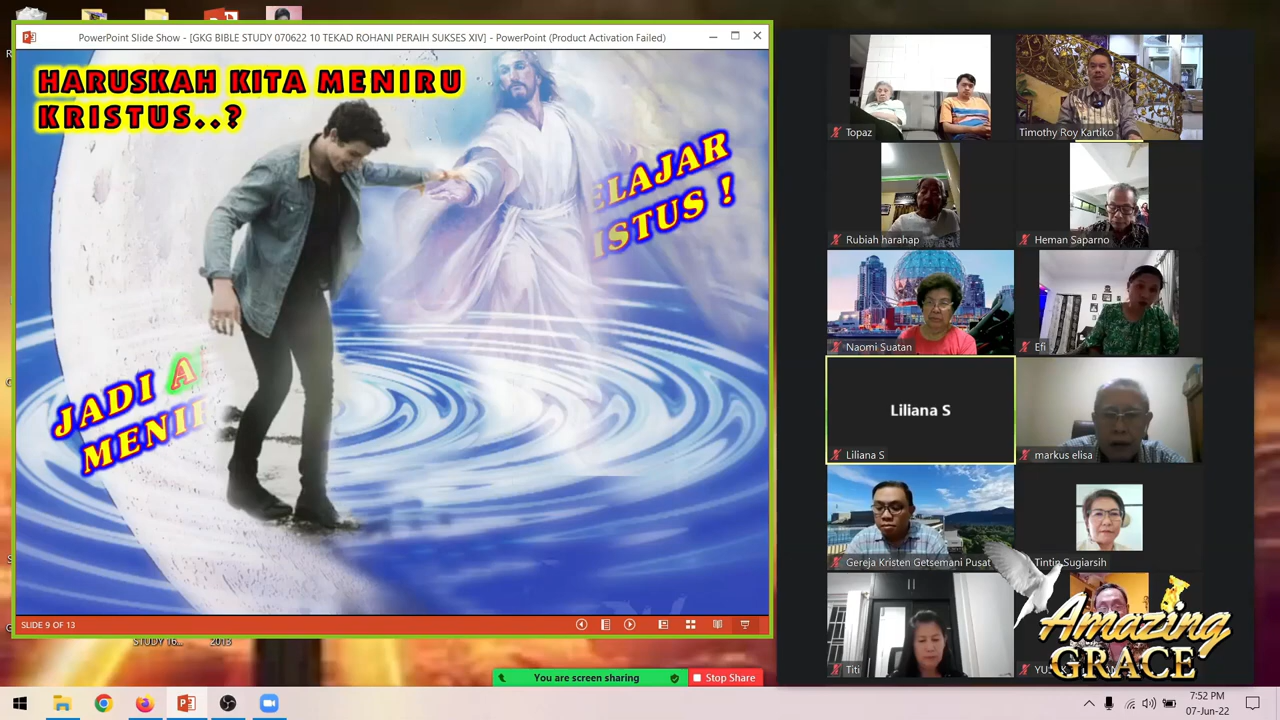 PowerPoint Slide Show - [GKG BIBLE STUDY 070622 10 TEKAD ROHANI PERAIH SUKSES XIV] - PowerPoint (Product Activation Failed)
HARUSKAH KITA MENIRU
KRISTUS..?
ELAJAR
ISTUS !
JADI A
MENI
SLIDE 9 OF 13
2013
You are screen sharing
Stop Share
Topaz
Timothy Roy Kartiko
Rubiah harahap
Heman Saparno
Naomi Suatan
Efi
Liliana S
Liliana S
markus elisa
Gereja Kristen Getsemani Pusat
Tintin Sugiarsih
Titi
Amazing
GRACE
7:52 PM
07-Jun-22